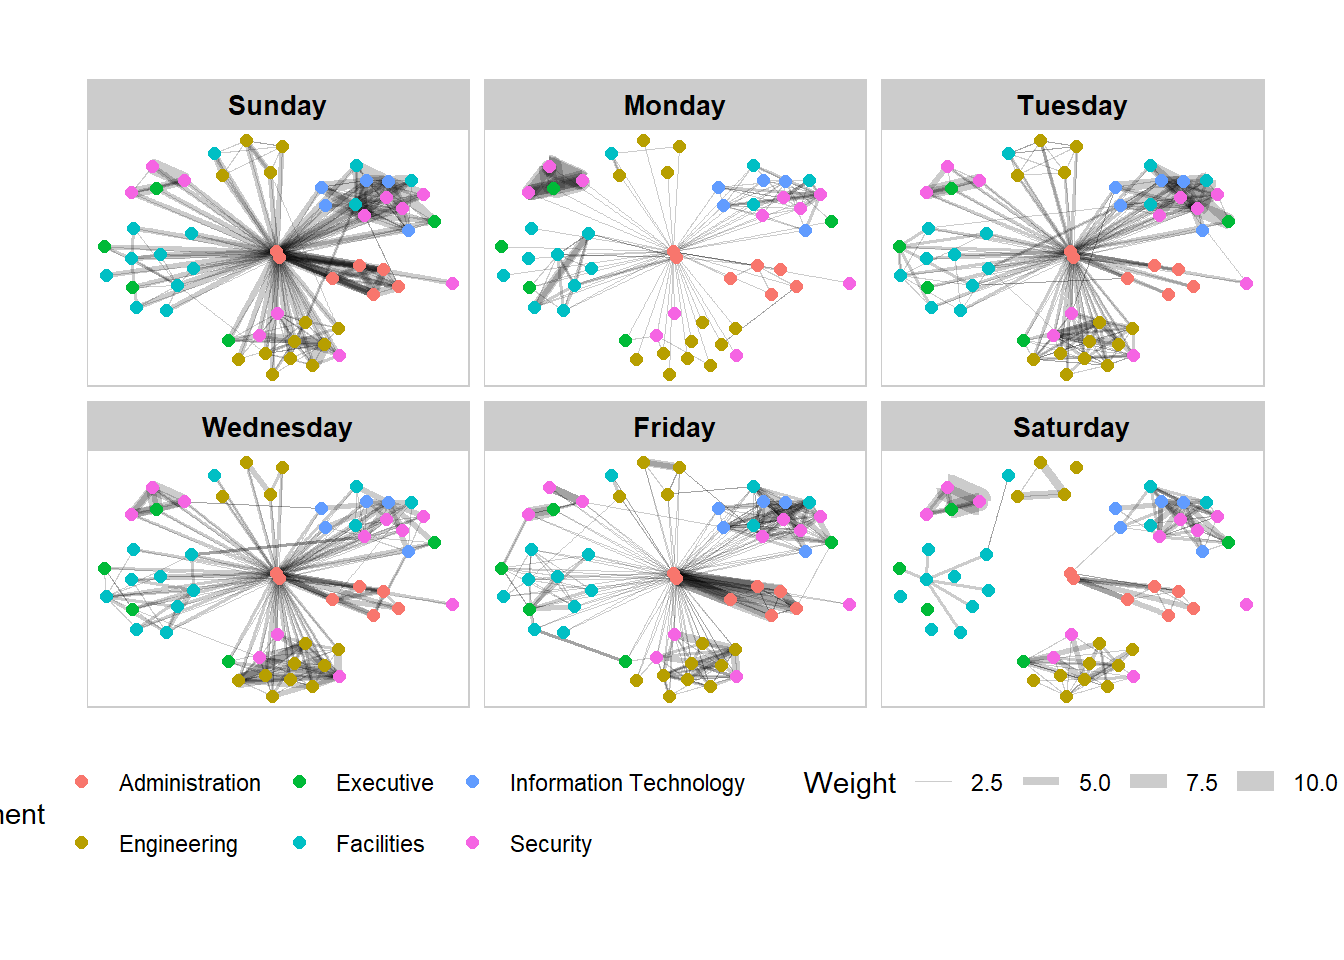 Sunday
Monday
Tuesday
Wednesday
Friday
Saturday
Administration
Executive
Information Technology
Weight
2.5
5.0
7.5
10.0
Engineering
Facilities
Security